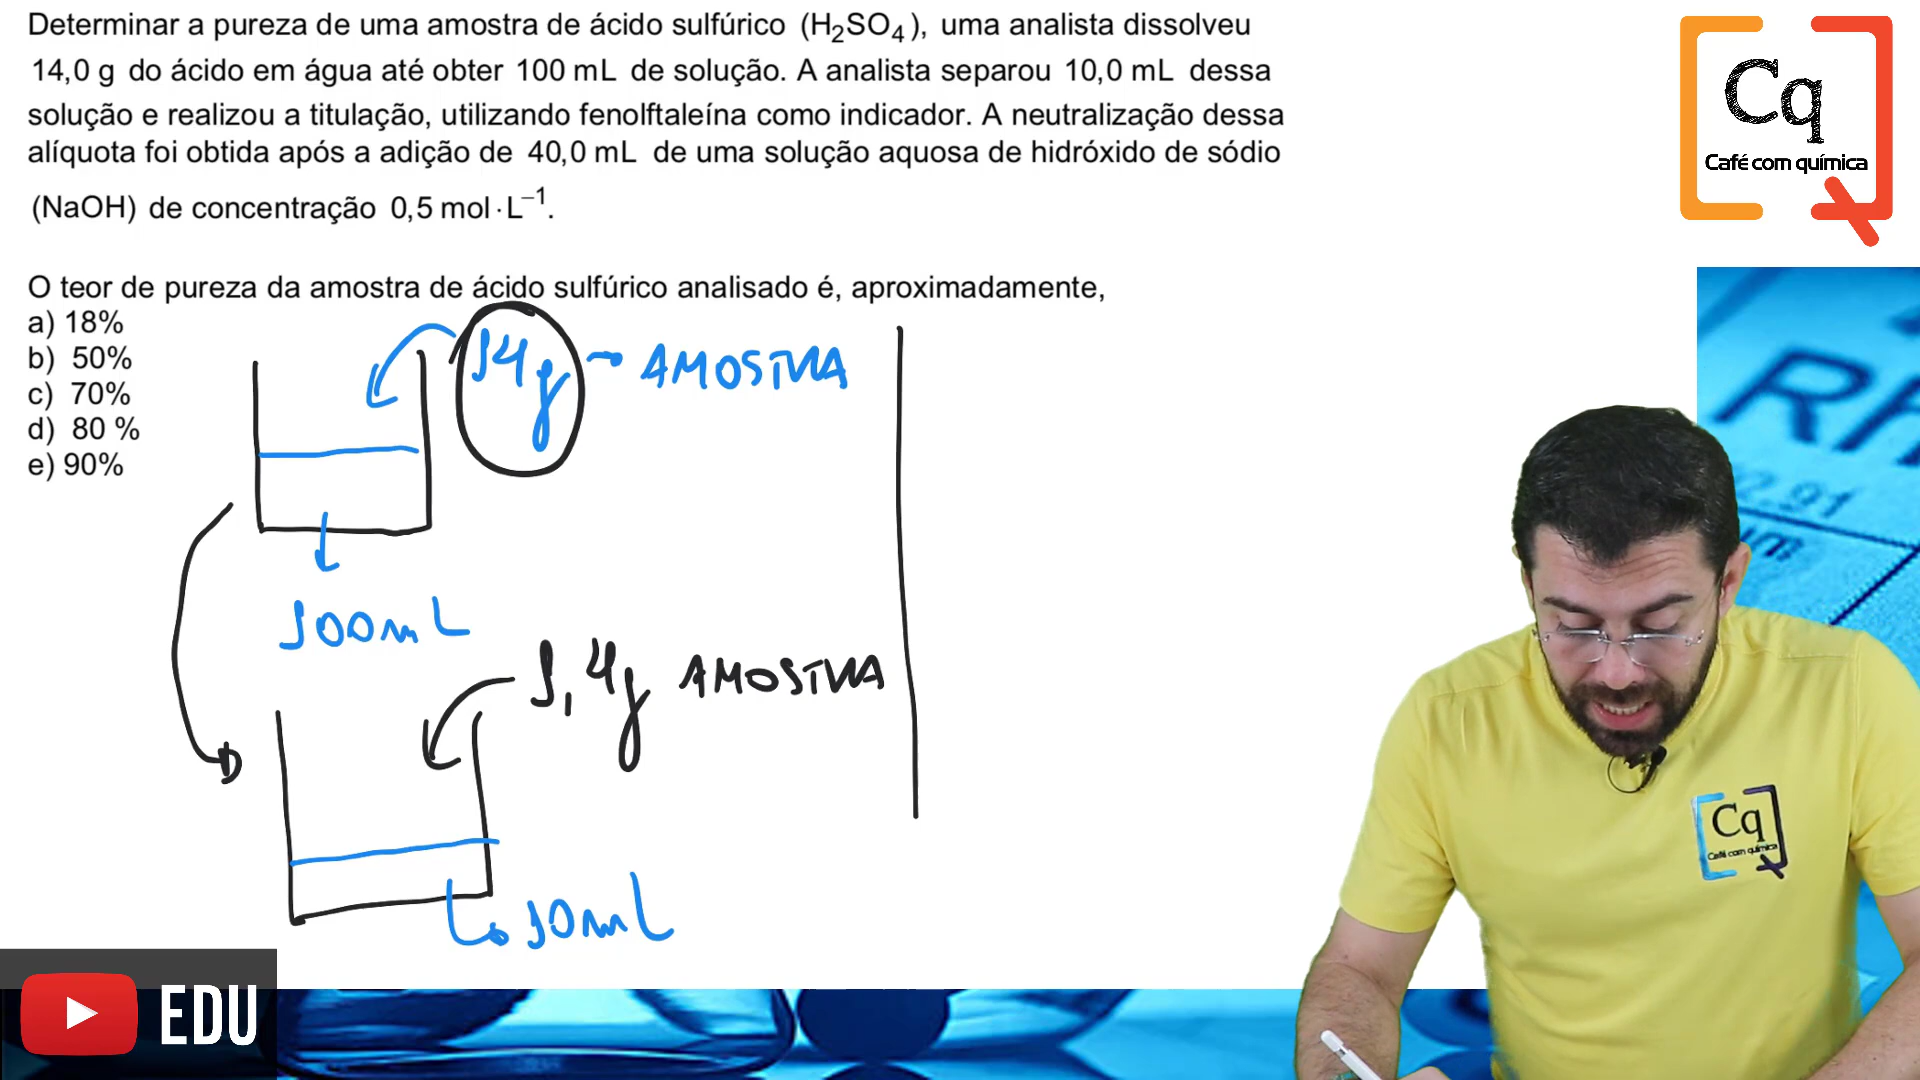 Determinar a pureza de uma amostra de ácido sulfúrico (H₂SO₄), uma analista dissolveu
14,0 g do ácido em água até obter 100 mL de solução. A analista separou 10,0 mL dessa
solução e realizou a titulação, utilizando fenolftaleína como indicador. A neutralização dessa
alíquota foi obtida após a adição de 40,0 mL de uma solução aquosa de hidróxido de sódio
(NaOH) de concentração 0,5 mol·L⁻¹.
O teor de pureza da amostra de ácido sulfúrico analisado é, aproximadamente,
a) 18%
b) 50%
c) 70%
d) 80 %
e) 90%
14g → AMOSTRA
100mL
1,4g AMOSTRA
10mL
Cq
Café com química
Cq
Café com química
EDU